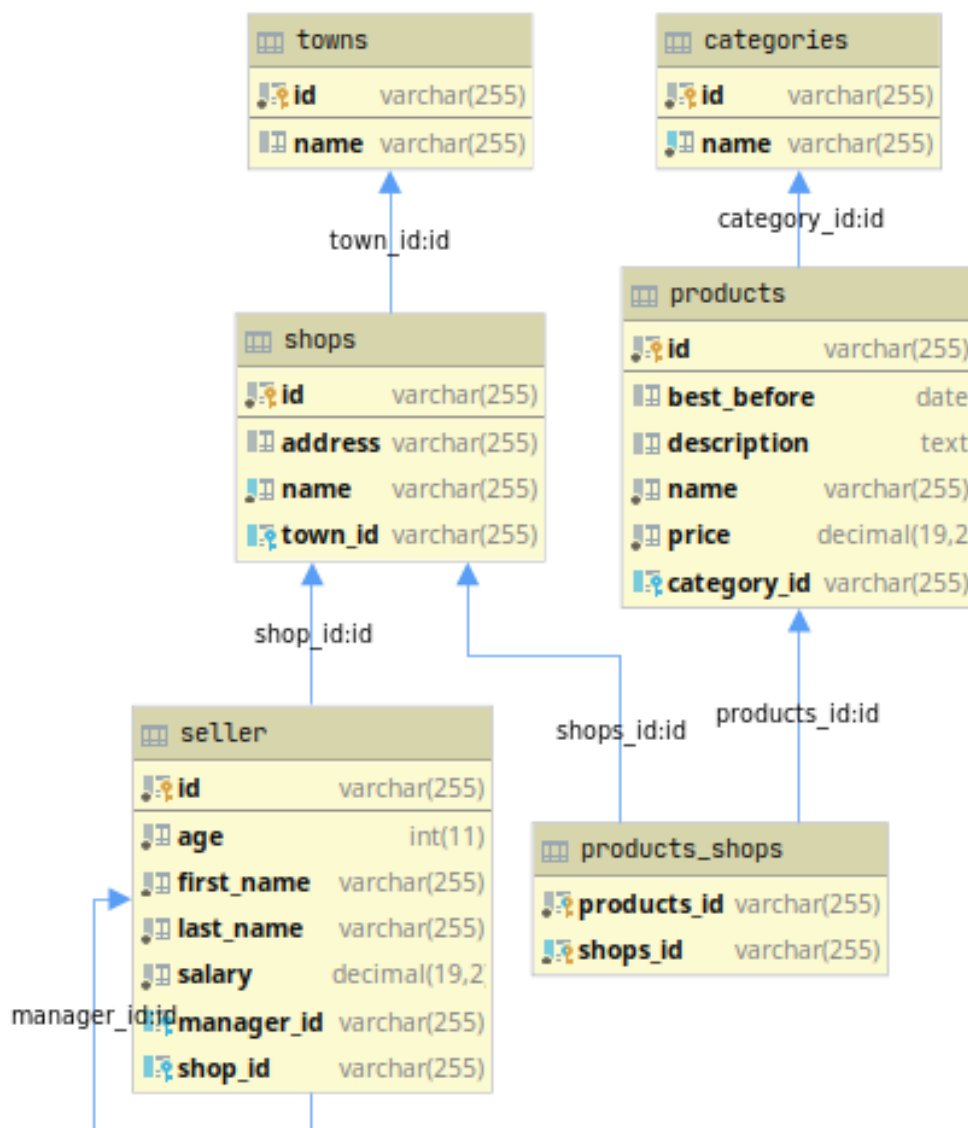 towns
id varchar(255)
name varchar(255)
categories
id varchar(255)
name varchar(255)
town_id:id
category_id:id
shops
id varchar(255)
address varchar(255)
name varchar(255)
town_id varchar(255)
products
id varchar(255)
best_before date
description text
name varchar(255)
price decimal(19,2
category_id varchar(255)
shop_id:id
shops_id:id
products_id:id
seller
id varchar(255)
age int(11)
first_name varchar(255)
last_name varchar(255)
salary decimal(19,2
manager_id varchar(255)
shop_id varchar(255)
manager_id:id
products_shops
products_id varchar(255)
shops_id varchar(255)